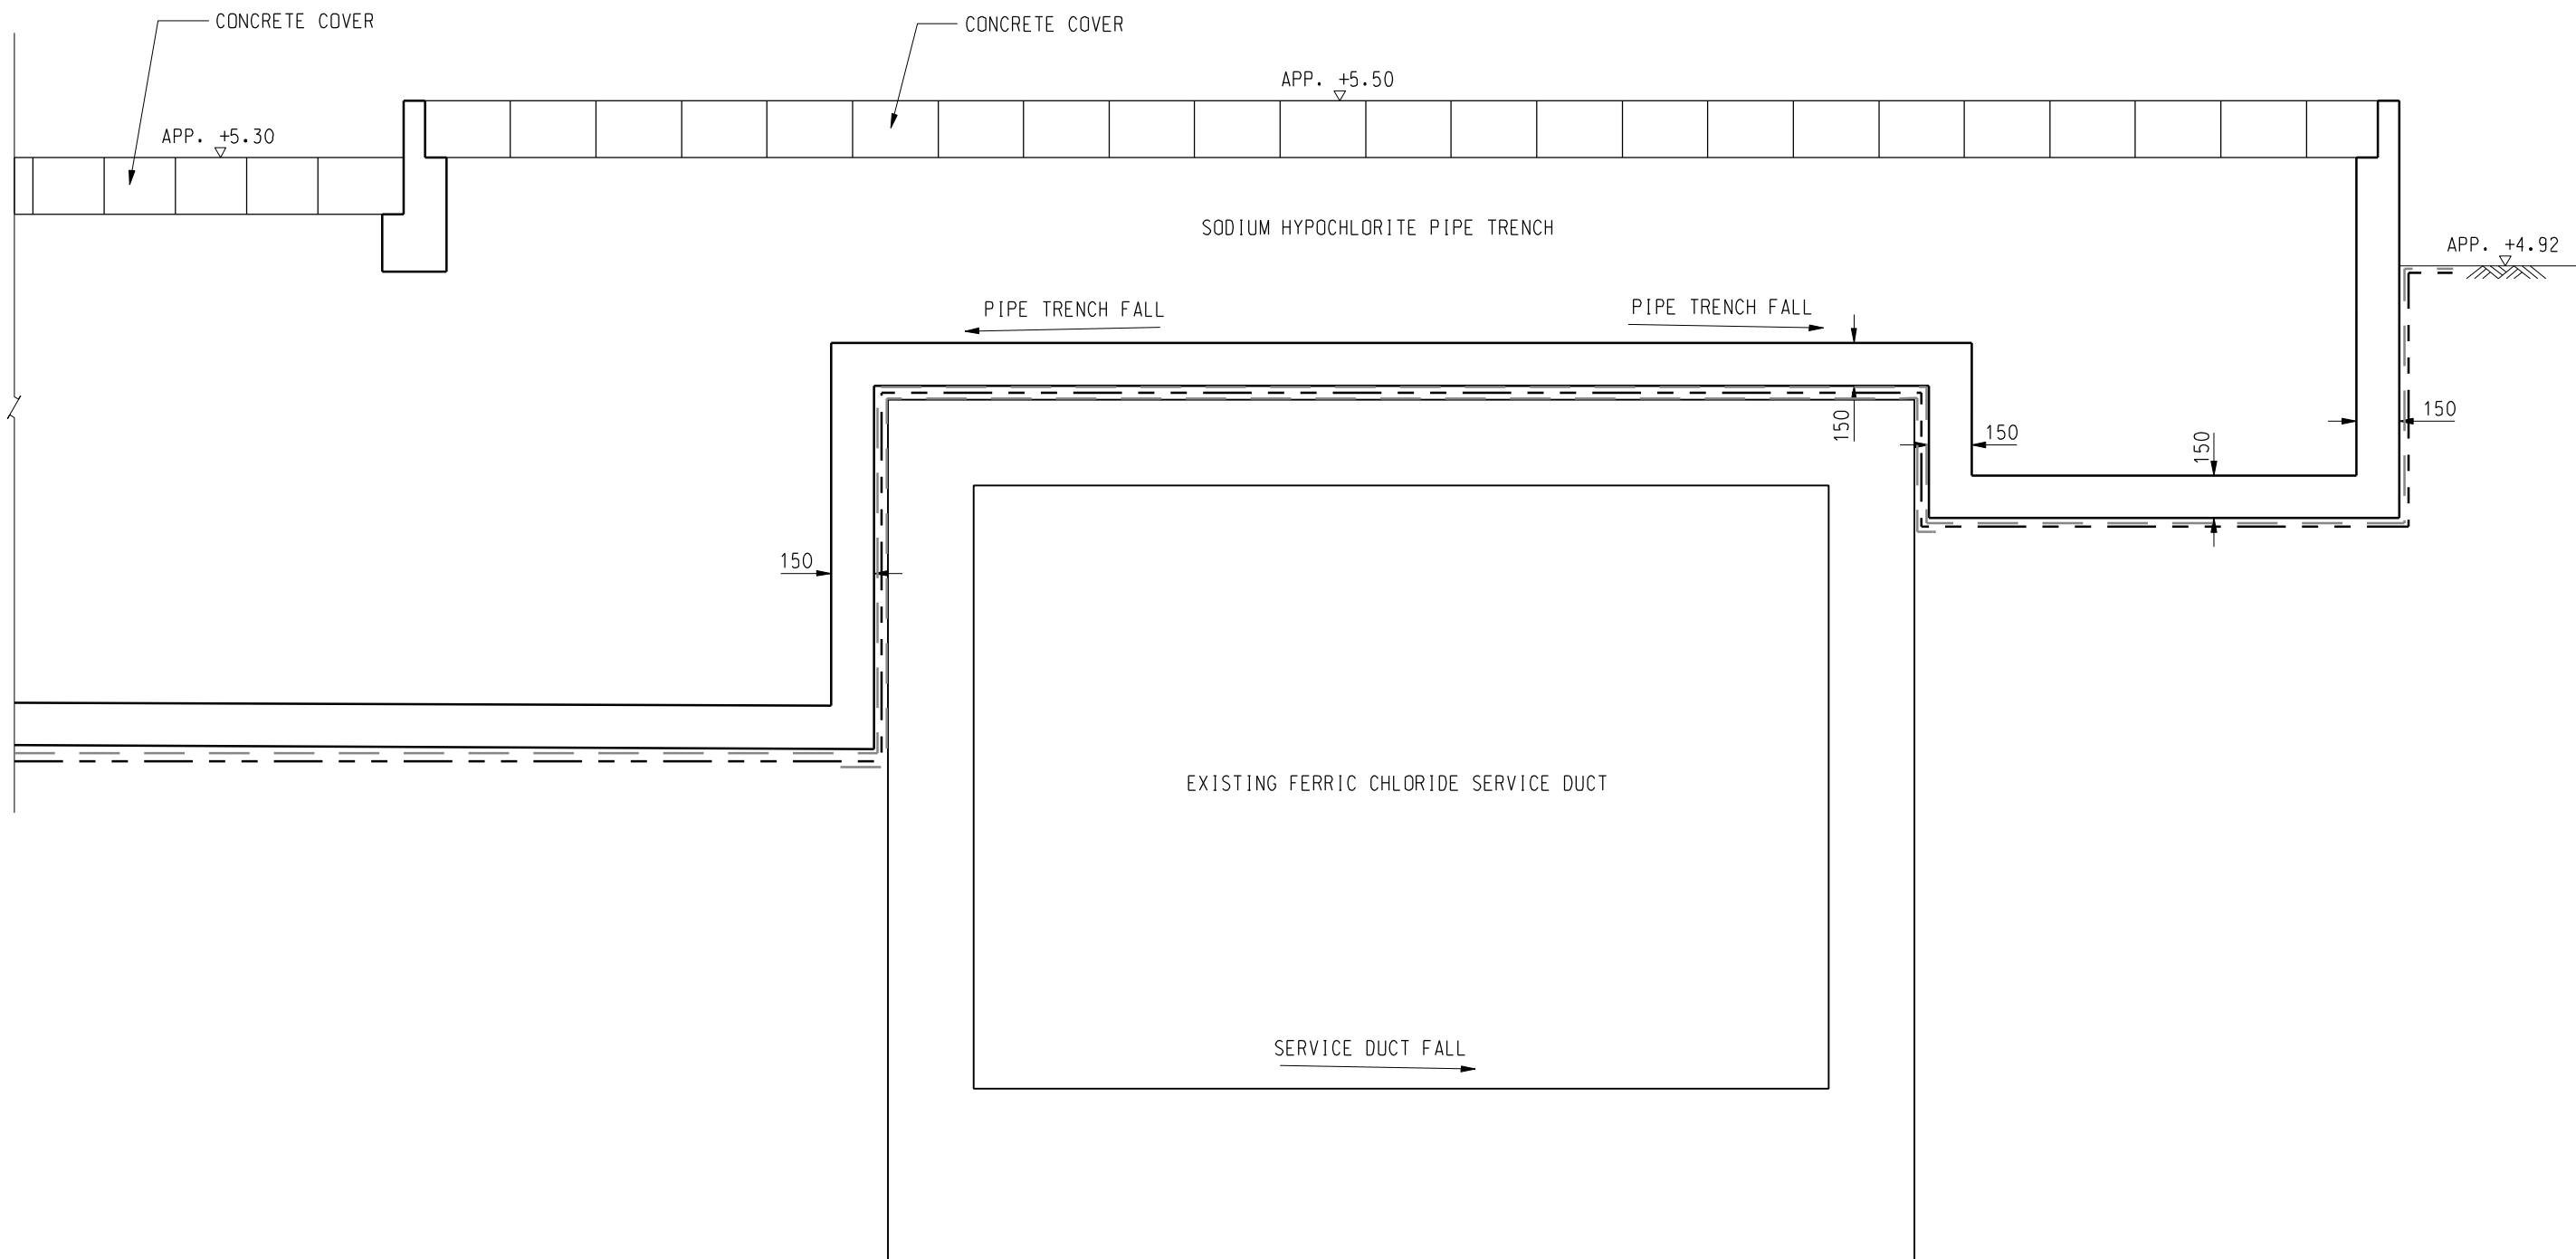 CONCRETE COVER
CONCRETE COVER
APP. +5.50
APP. +5.30
SODIUM HYPOCHLORITE PIPE TRENCH
APP. +4.92
PIPE TRENCH FALL
PIPE TRENCH FALL
150
150
150
150
150
EXISTING FERRIC CHLORIDE SERVICE DUCT
SERVICE DUCT FALL